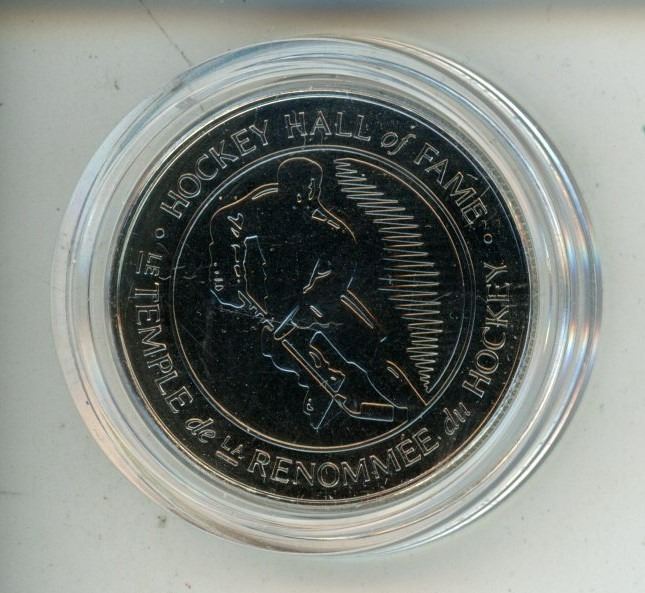 HOCKEY HALL of FAME
LE TEMPLE de LA RENOMMÉE du HOCKEY